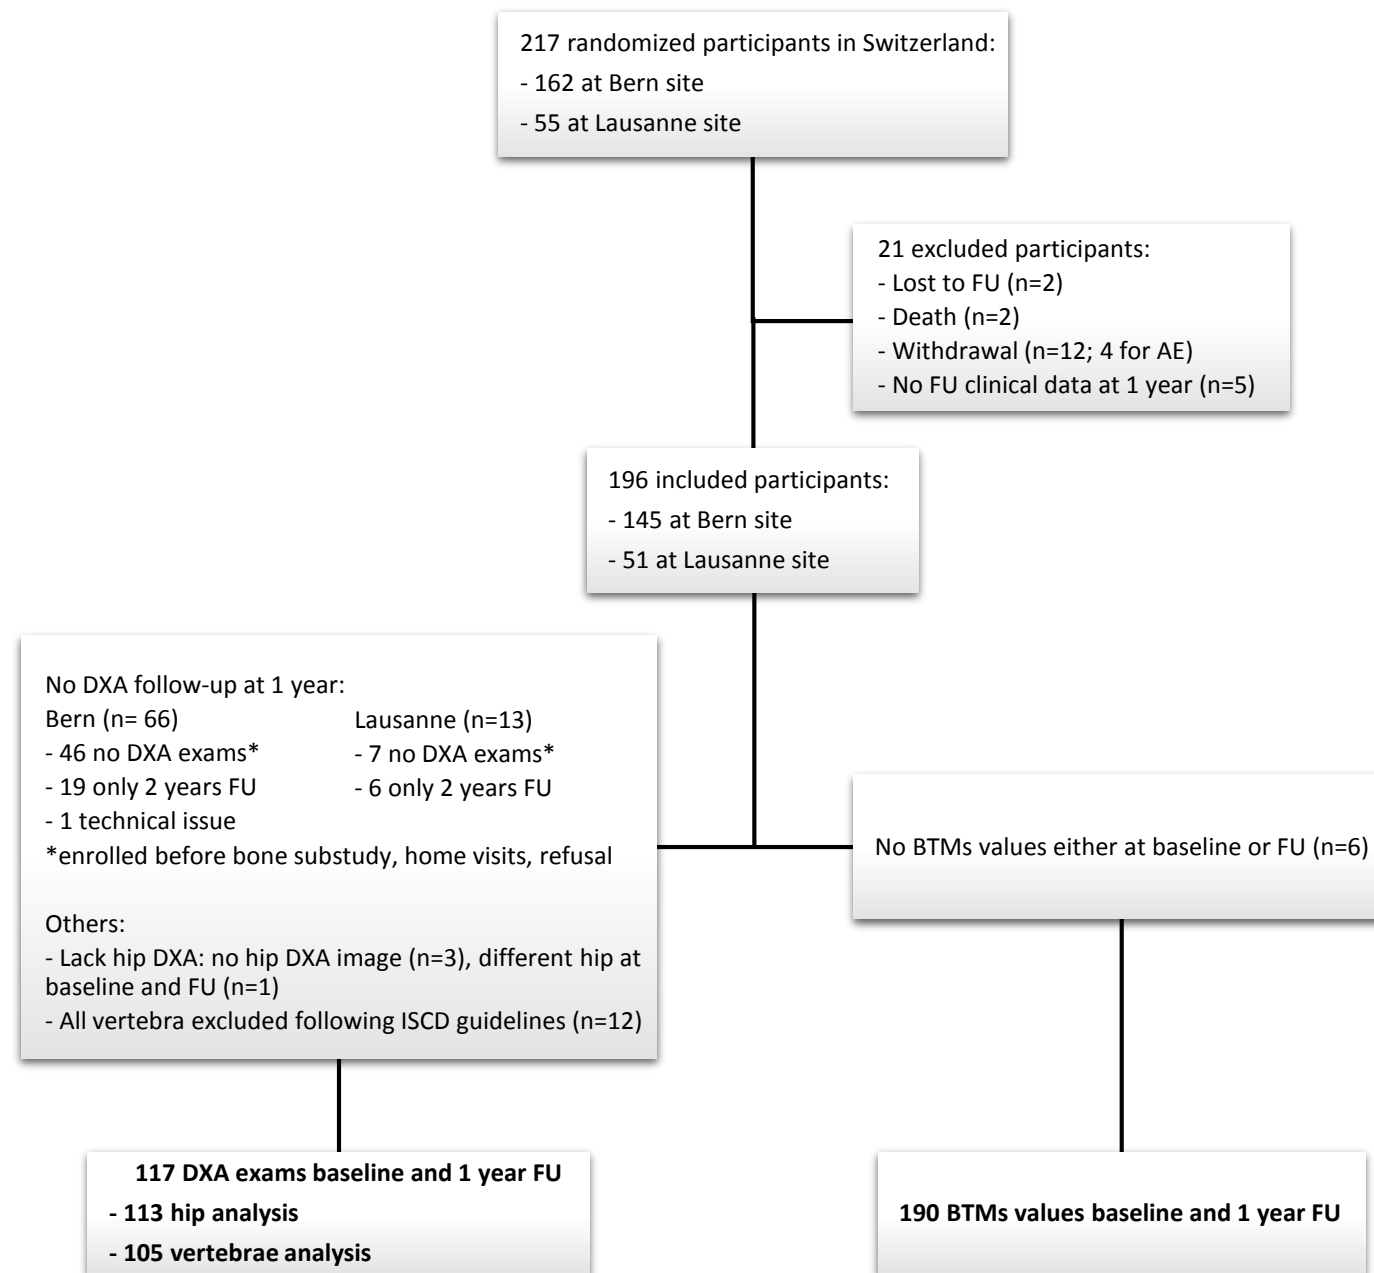 217 randomized participants in Switzerland:
- 162 at Bern site
- 55 at Lausanne site
21 excluded participants:
- Lost to FU (n=2)
- Death (n=2)
- Withdrawal (n=12; 4 for AE)
- No FU clinical data at 1 year (n=5)
196 included participants:
- 145 at Bern site
- 51 at Lausanne site
No DXA follow-up at 1 year:
Bern (n= 66)
- 46 no DXA exams*
- 19 only 2 years FU
- 1 technical issue
Lausanne (n=13)
- 7 no DXA exams*
- 6 only 2 years FU
*enrolled before bone substudy, home visits, refusal
Others:
- Lack hip DXA: no hip DXA image (n=3), different hip at
baseline and FU (n=1)
- All vertebra excluded following ISCD guidelines (n=12)
No BTMs values either at baseline or FU (n=6)
117 DXA exams baseline and 1 year FU
- 113 hip analysis
- 105 vertebrae analysis
190 BTMs values baseline and 1 year FU